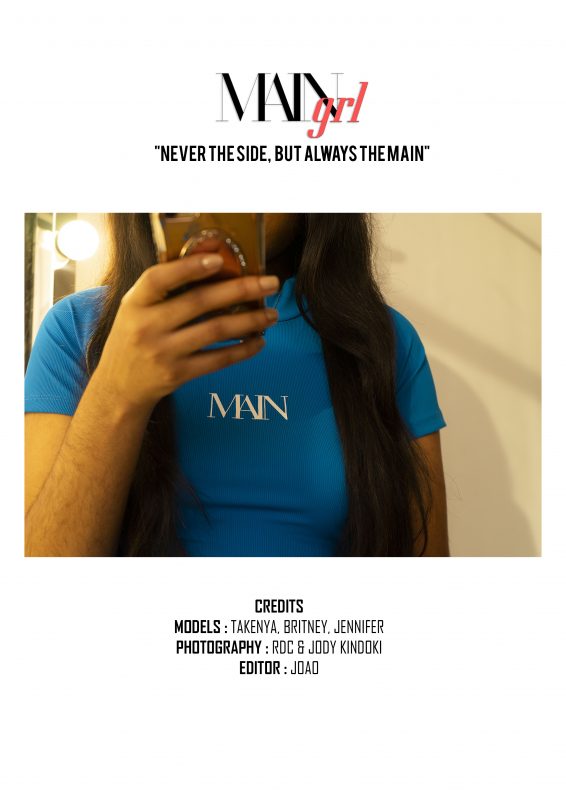 MAIN grl
"NEVER THE SIDE, BUT ALWAYS THE MAIN"
MAIN
CREDITS
MODELS : TAKENYA, BRITNEY, JENNIFER
PHOTOGRAPHY : RDC & JODY KINDOKI
EDITOR : JOAO